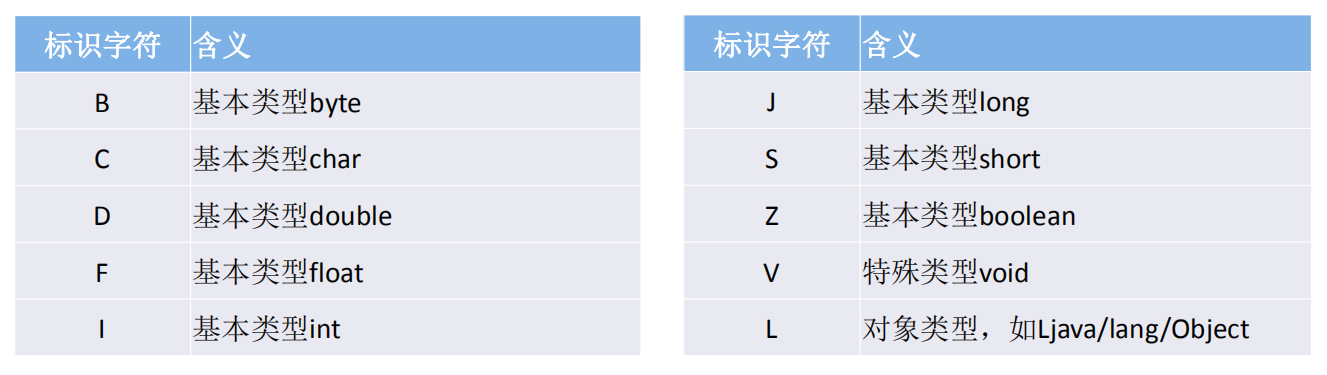 标识字符 含义
B 基本类型byte
C 基本类型char
D 基本类型double
F 基本类型float
I 基本类型int
标识字符 含义
J 基本类型long
S 基本类型short
Z 基本类型boolean
V 特殊类型void
L 对象类型，如Ljava/lang/Object